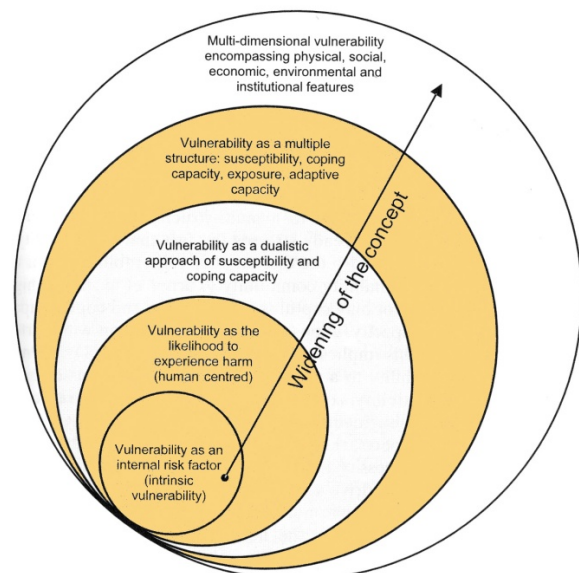 Multi-dimensional vulnerability
encompassing physical, social,
economic, environmental and
institutional features
Vulnerability as a multiple
structure: susceptibility, coping
capacity, exposure, adaptive
capacity
Vulnerability as a dualistic
approach of susceptibility and
coping capacity
Vulnerability as the
likelihood to
experience harm
(human centred)
Vulnerability as an
internal risk factor
(intrinsic
vulnerability)
Widening of the concept